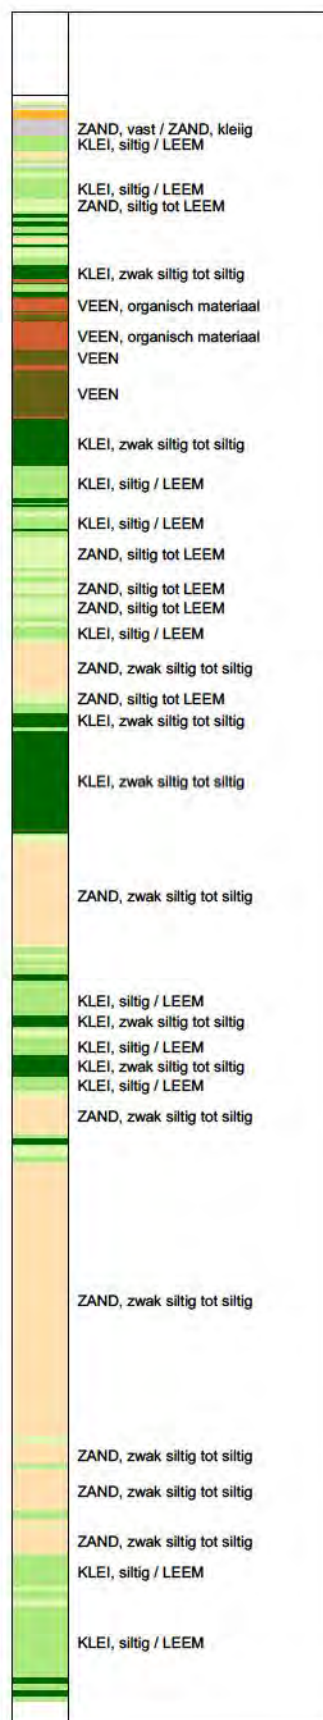 ZAND, vast / ZAND, kleiig
KLEI, siltig / LEEM
KLEI, siltig / LEEM
ZAND, siltig tot LEEM
KLEI, zwak siltig tot siltig
VEEN, organisch materiaal
VEEN, organisch materiaal
VEEN
VEEN
KLEI, zwak siltig tot siltig
KLEI, siltig / LEEM
KLEI, siltig / LEEM
ZAND, siltig tot LEEM
ZAND, siltig tot LEEM
ZAND, siltig tot LEEM
KLEI, siltig / LEEM
ZAND, zwak siltig tot siltig
ZAND, siltig tot LEEM
KLEI, zwak siltig tot siltig
KLEI, zwak siltig tot siltig
ZAND, zwak siltig tot siltig
KLEI, siltig / LEEM
KLEI, zwak siltig tot siltig
KLEI, siltig / LEEM
KLEI, zwak siltig tot siltig
KLEI, siltig / LEEM
ZAND, zwak siltig tot siltig
ZAND, zwak siltig tot siltig
ZAND, zwak siltig tot siltig
ZAND, zwak siltig tot siltig
ZAND, zwak siltig tot siltig
KLEI, siltig / LEEM
KLEI, siltig / LEEM